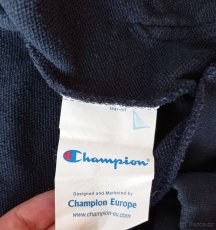 Champion
Designed and Marketed by
Champion Europe
www.champion-eu.com